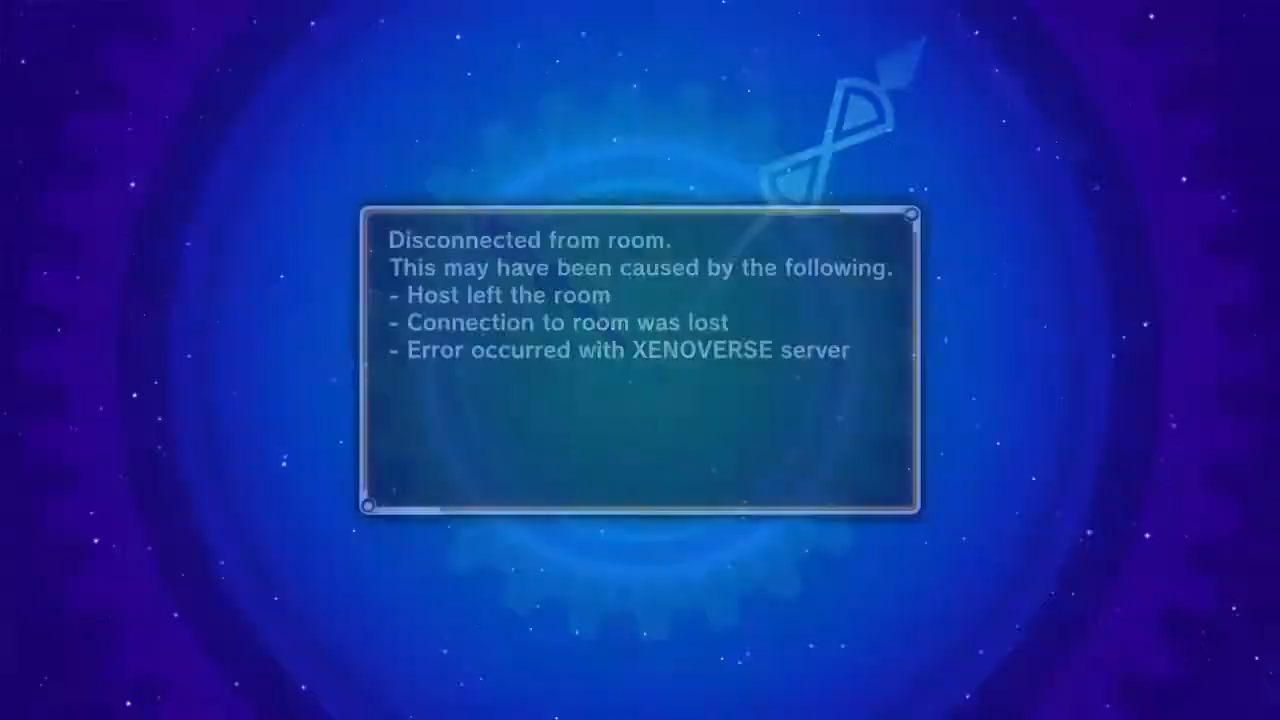 Disconnected from room.
This may have been caused by the following.
- Host left the room
- Connection to room was lost
- Error occurred with XENOVERSE server